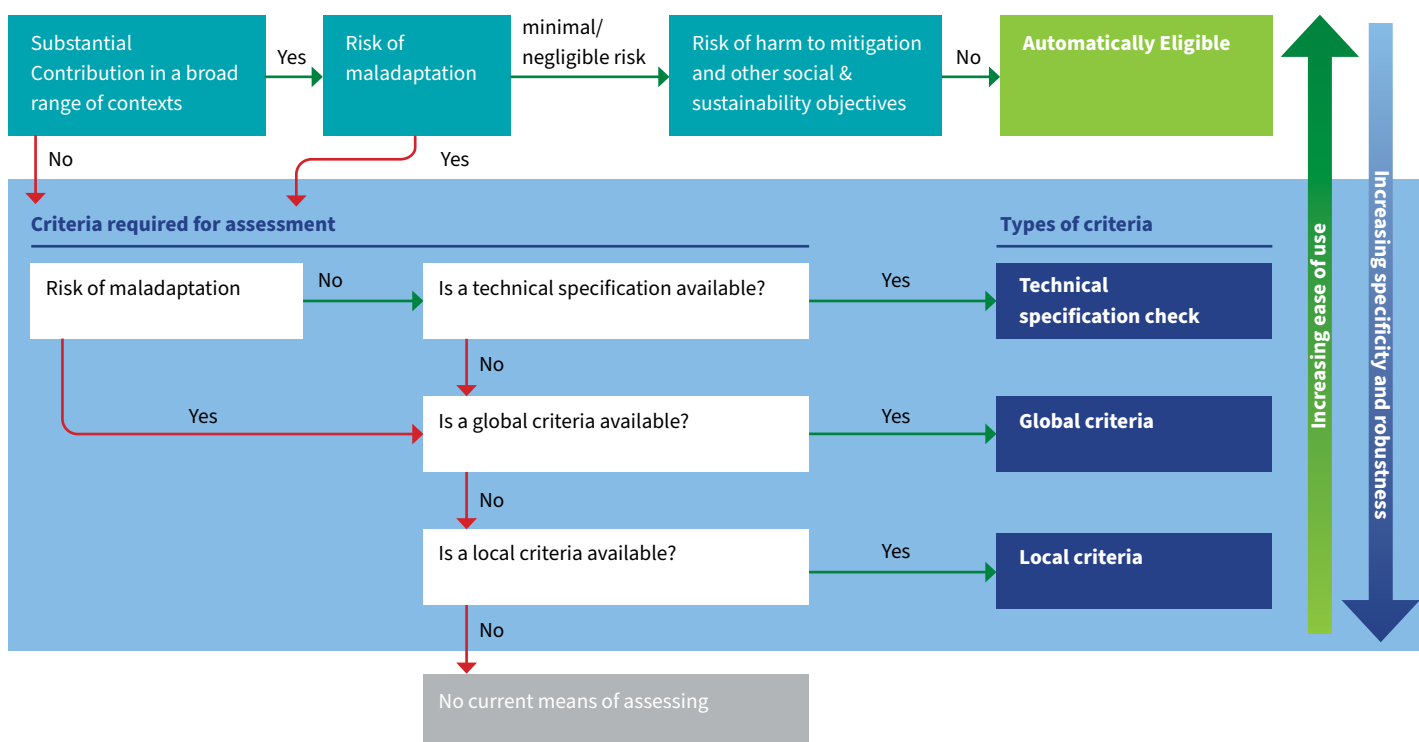 Substantial
Contribution in a broad
range of contexts
Yes
Risk of
maladaptation
minimal/
negligible risk
Risk of harm to mitigation
and other social &
sustainability objectives
No
Automatically Eligible
No
Yes
Criteria required for assessment
Types of criteria
Risk of maladaptation
No
Is a technical specification available?
Yes
Technical
specification check
No
Yes
Is a global criteria available?
Yes
Global criteria
No
Is a local criteria available?
Yes
Local criteria
No
No current means of assessing
Increasing ease of use
Increasing specificity and robustness